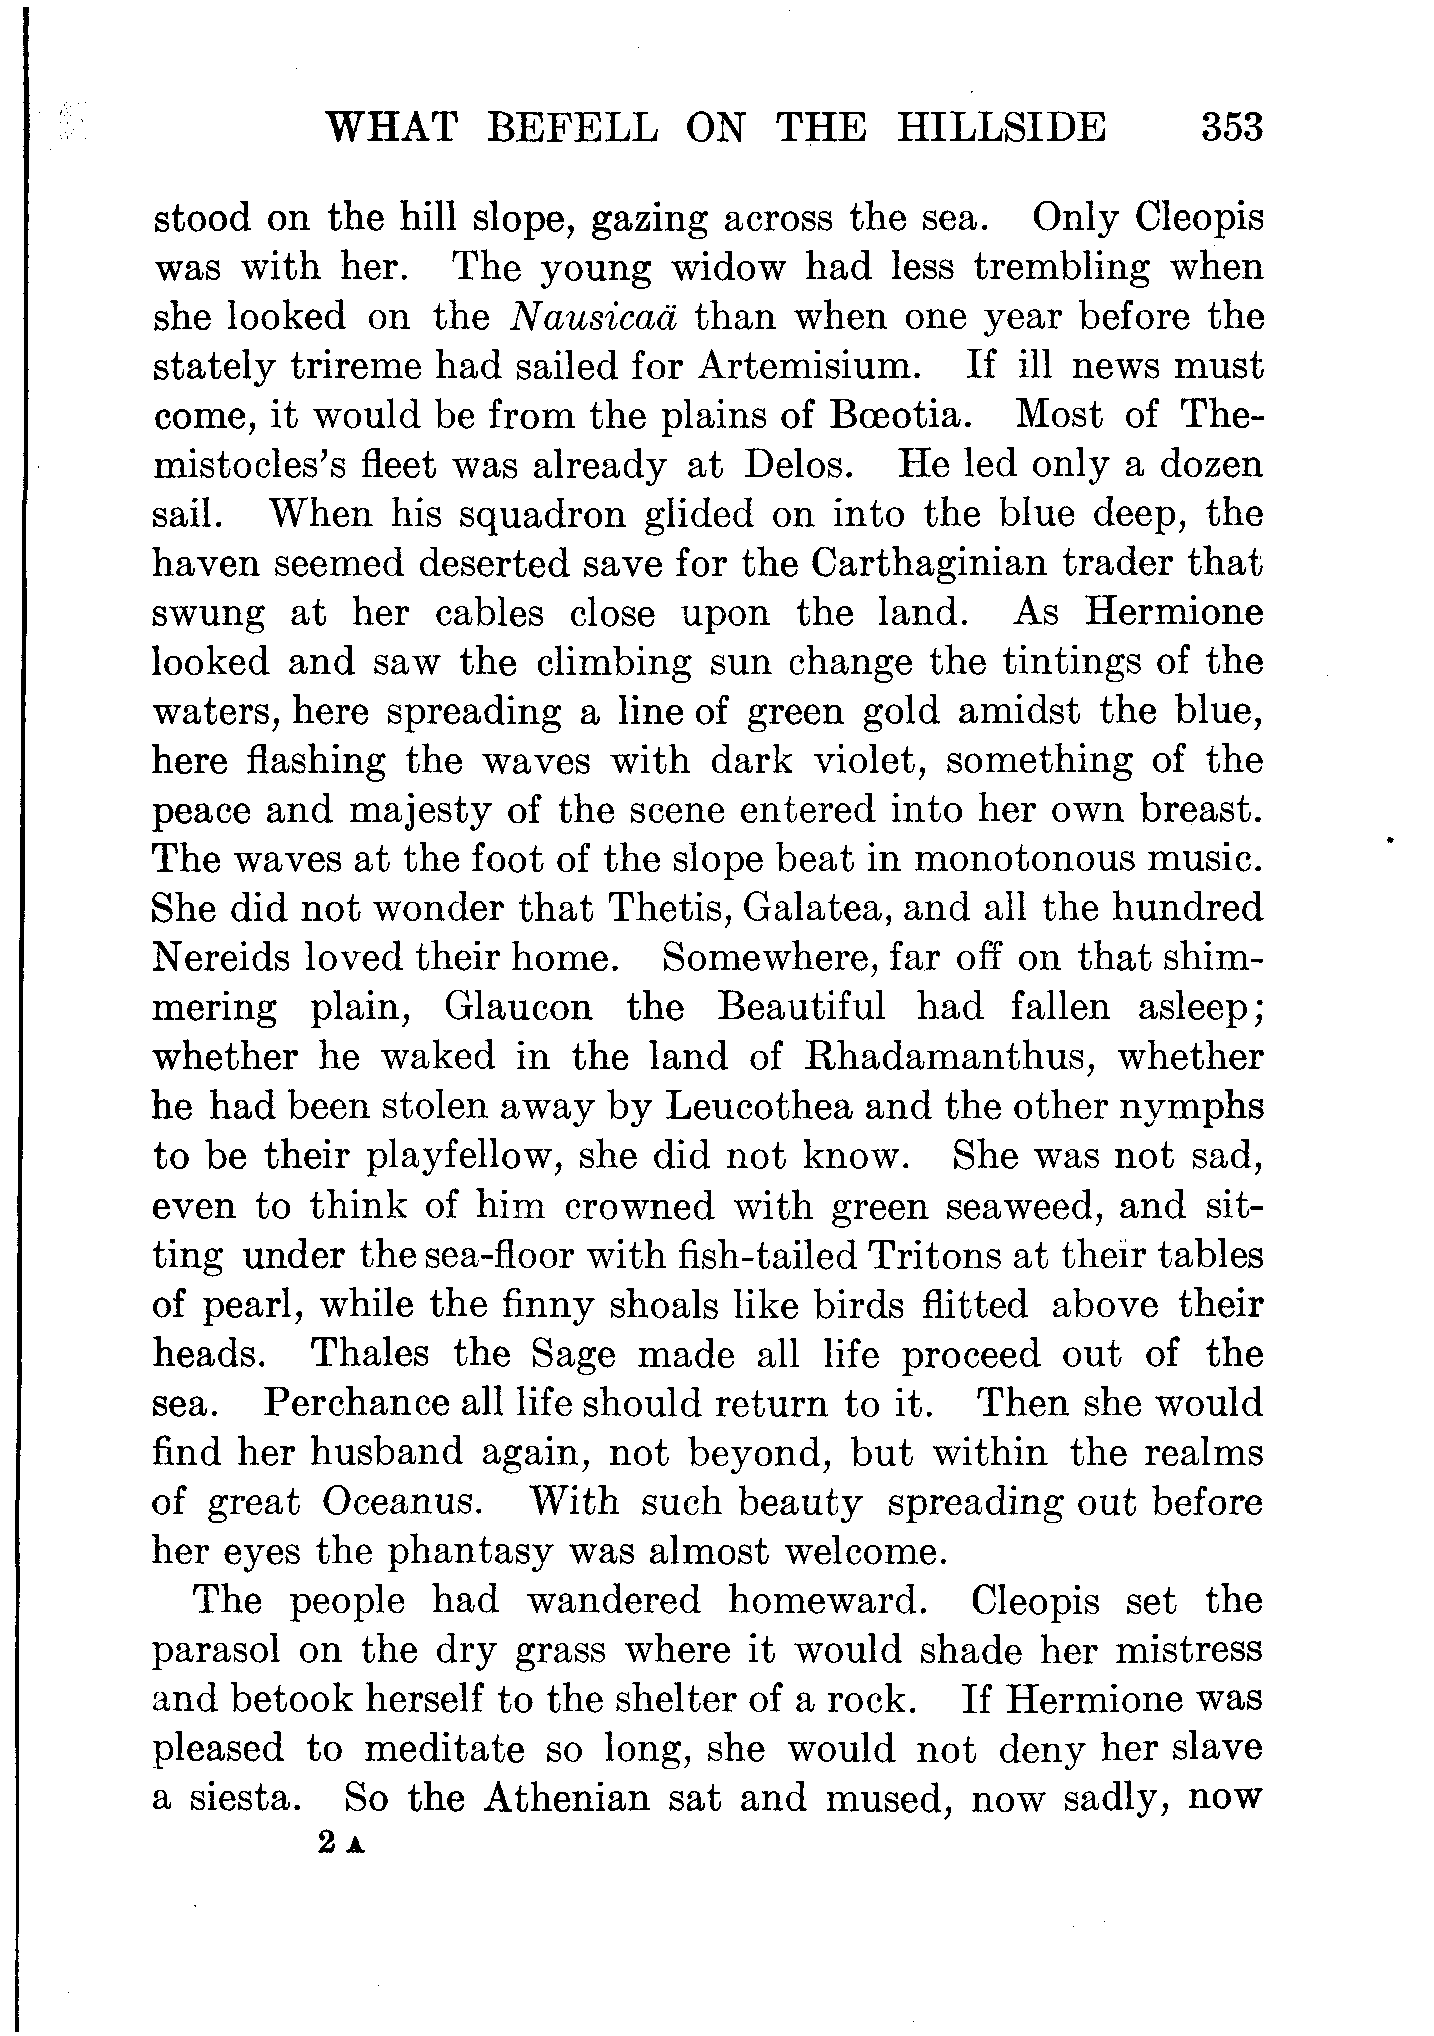 WHAT BEFELL ON THE HILLSIDE 353
stood on the hill slope, gazing across the sea. Only Cleopis
was with her. The young widow had less trembling when
she looked on the Nausicaä than when one year before the
stately trireme had sailed for Artemisium. If ill news must
come, it would be from the plains of Bœotia. Most of The-
mistocles's fleet was already at Delos. He led only a dozen
sail. When his squadron glided on into the blue deep, the
haven seemed deserted save for the Carthaginian trader that
swung at her cables close upon the land. As Hermione
looked and saw the climbing sun change the tintings of the
waters, here spreading a line of green gold amidst the blue,
here flashing the waves with dark violet, something of the
peace and majesty of the scene entered into her own breast.
The waves at the foot of the slope beat in monotonous music.
She did not wonder that Thetis, Galatea, and all the hundred
Nereids loved their home. Somewhere, far off on that shim-
mering plain, Glaucon the Beautiful had fallen asleep;
whether he waked in the land of Rhadamanthus, whether
he had been stolen away by Leucothea and the other nymphs
to be their playfellow, she did not know. She was not sad,
even to think of him crowned with green seaweed, and sit-
ting under the sea-floor with fish-tailed Tritons at their tables
of pearl, while the finny shoals like birds flitted above their
heads. Thales the Sage made all life proceed out of the
sea. Perchance all life should return to it. Then she would
find her husband again, not beyond, but within the realms
of great Oceanus. With such beauty spreading out before
her eyes the phantasy was almost welcome.
The people had wandered homeward. Cleopis set the
parasol on the dry grass where it would shade her mistress
and betook herself to the shelter of a rock. If Hermione was
pleased to meditate so long, she would not deny her slave
a siesta. So the Athenian sat and mused, now sadly, now
2 A